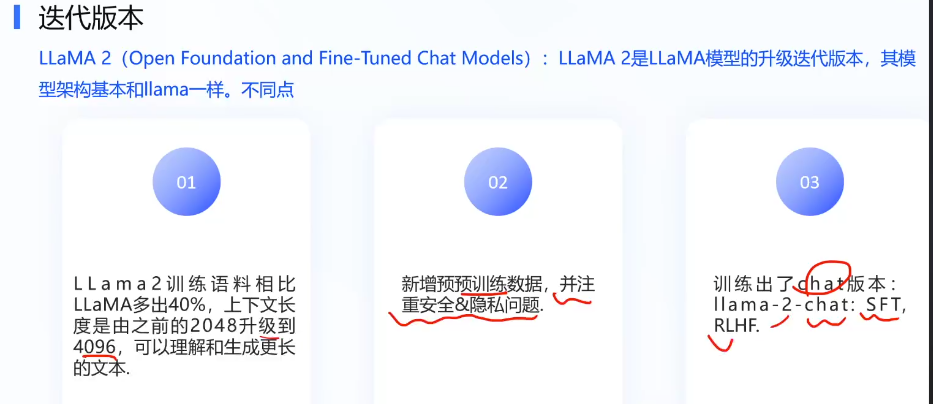 迭代版本
LLaMA 2（Open Foundation and Fine-Tuned Chat Models）：LLaMA 2是LLaMA模型的升级迭代版本，其模
型架构基本和llama一样。不同点
01
LLama2训练语料相比
LLaMA多出40%，上下文长
度是由之前的2048升级到
4096，可以理解和生成更长
的文本.
02
新增预预训练数据，并注
重安全&隐私问题.
03
训练出了chat版本：
llama-2-chat: SFT,
RLHF.